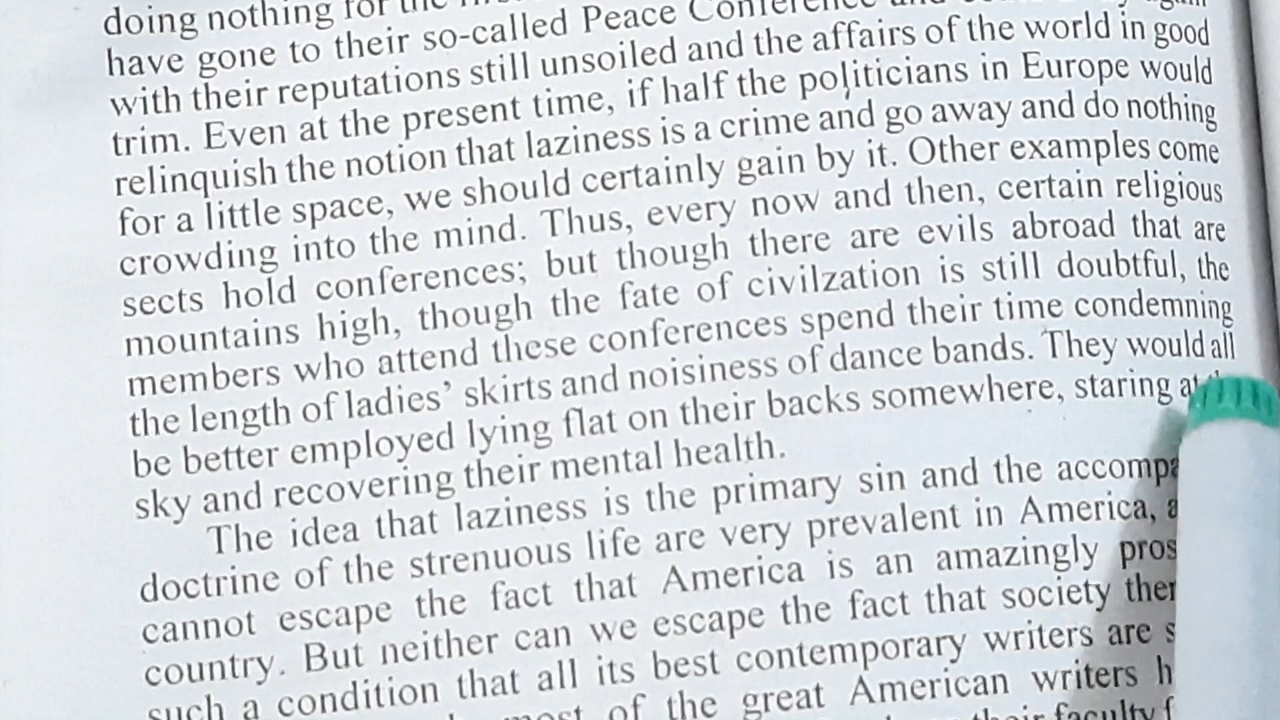 doing nothing for the
have gone to their so-called Peace Conference and
with their reputations still unsoiled and the affairs of the world in good
trim. Even at the present time, if half the politicians in Europe would
relinquish the notion that laziness is a crime and go away and do nothing
for a little space, we should certainly gain by it. Other examples come
crowding into the mind. Thus, every now and then, certain religious
sects hold conferences; but though there are evils abroad that are
mountains high, though the fate of civilzation is still doubtful, the
members who attend these conferences spend their time condemning
the length of ladies’ skirts and noisiness of dance bands. They would all
be better employed lying flat on their backs somewhere, staring at
sky and recovering their mental health.
The idea that laziness is the primary sin and the
doctrine of the strenuous life are very prevalent in America,
cannot escape the fact that America is an amazingly
country. But neither can we escape the fact that society
such a condition that all its best contemporary writers are
most of the great American writers
faculty